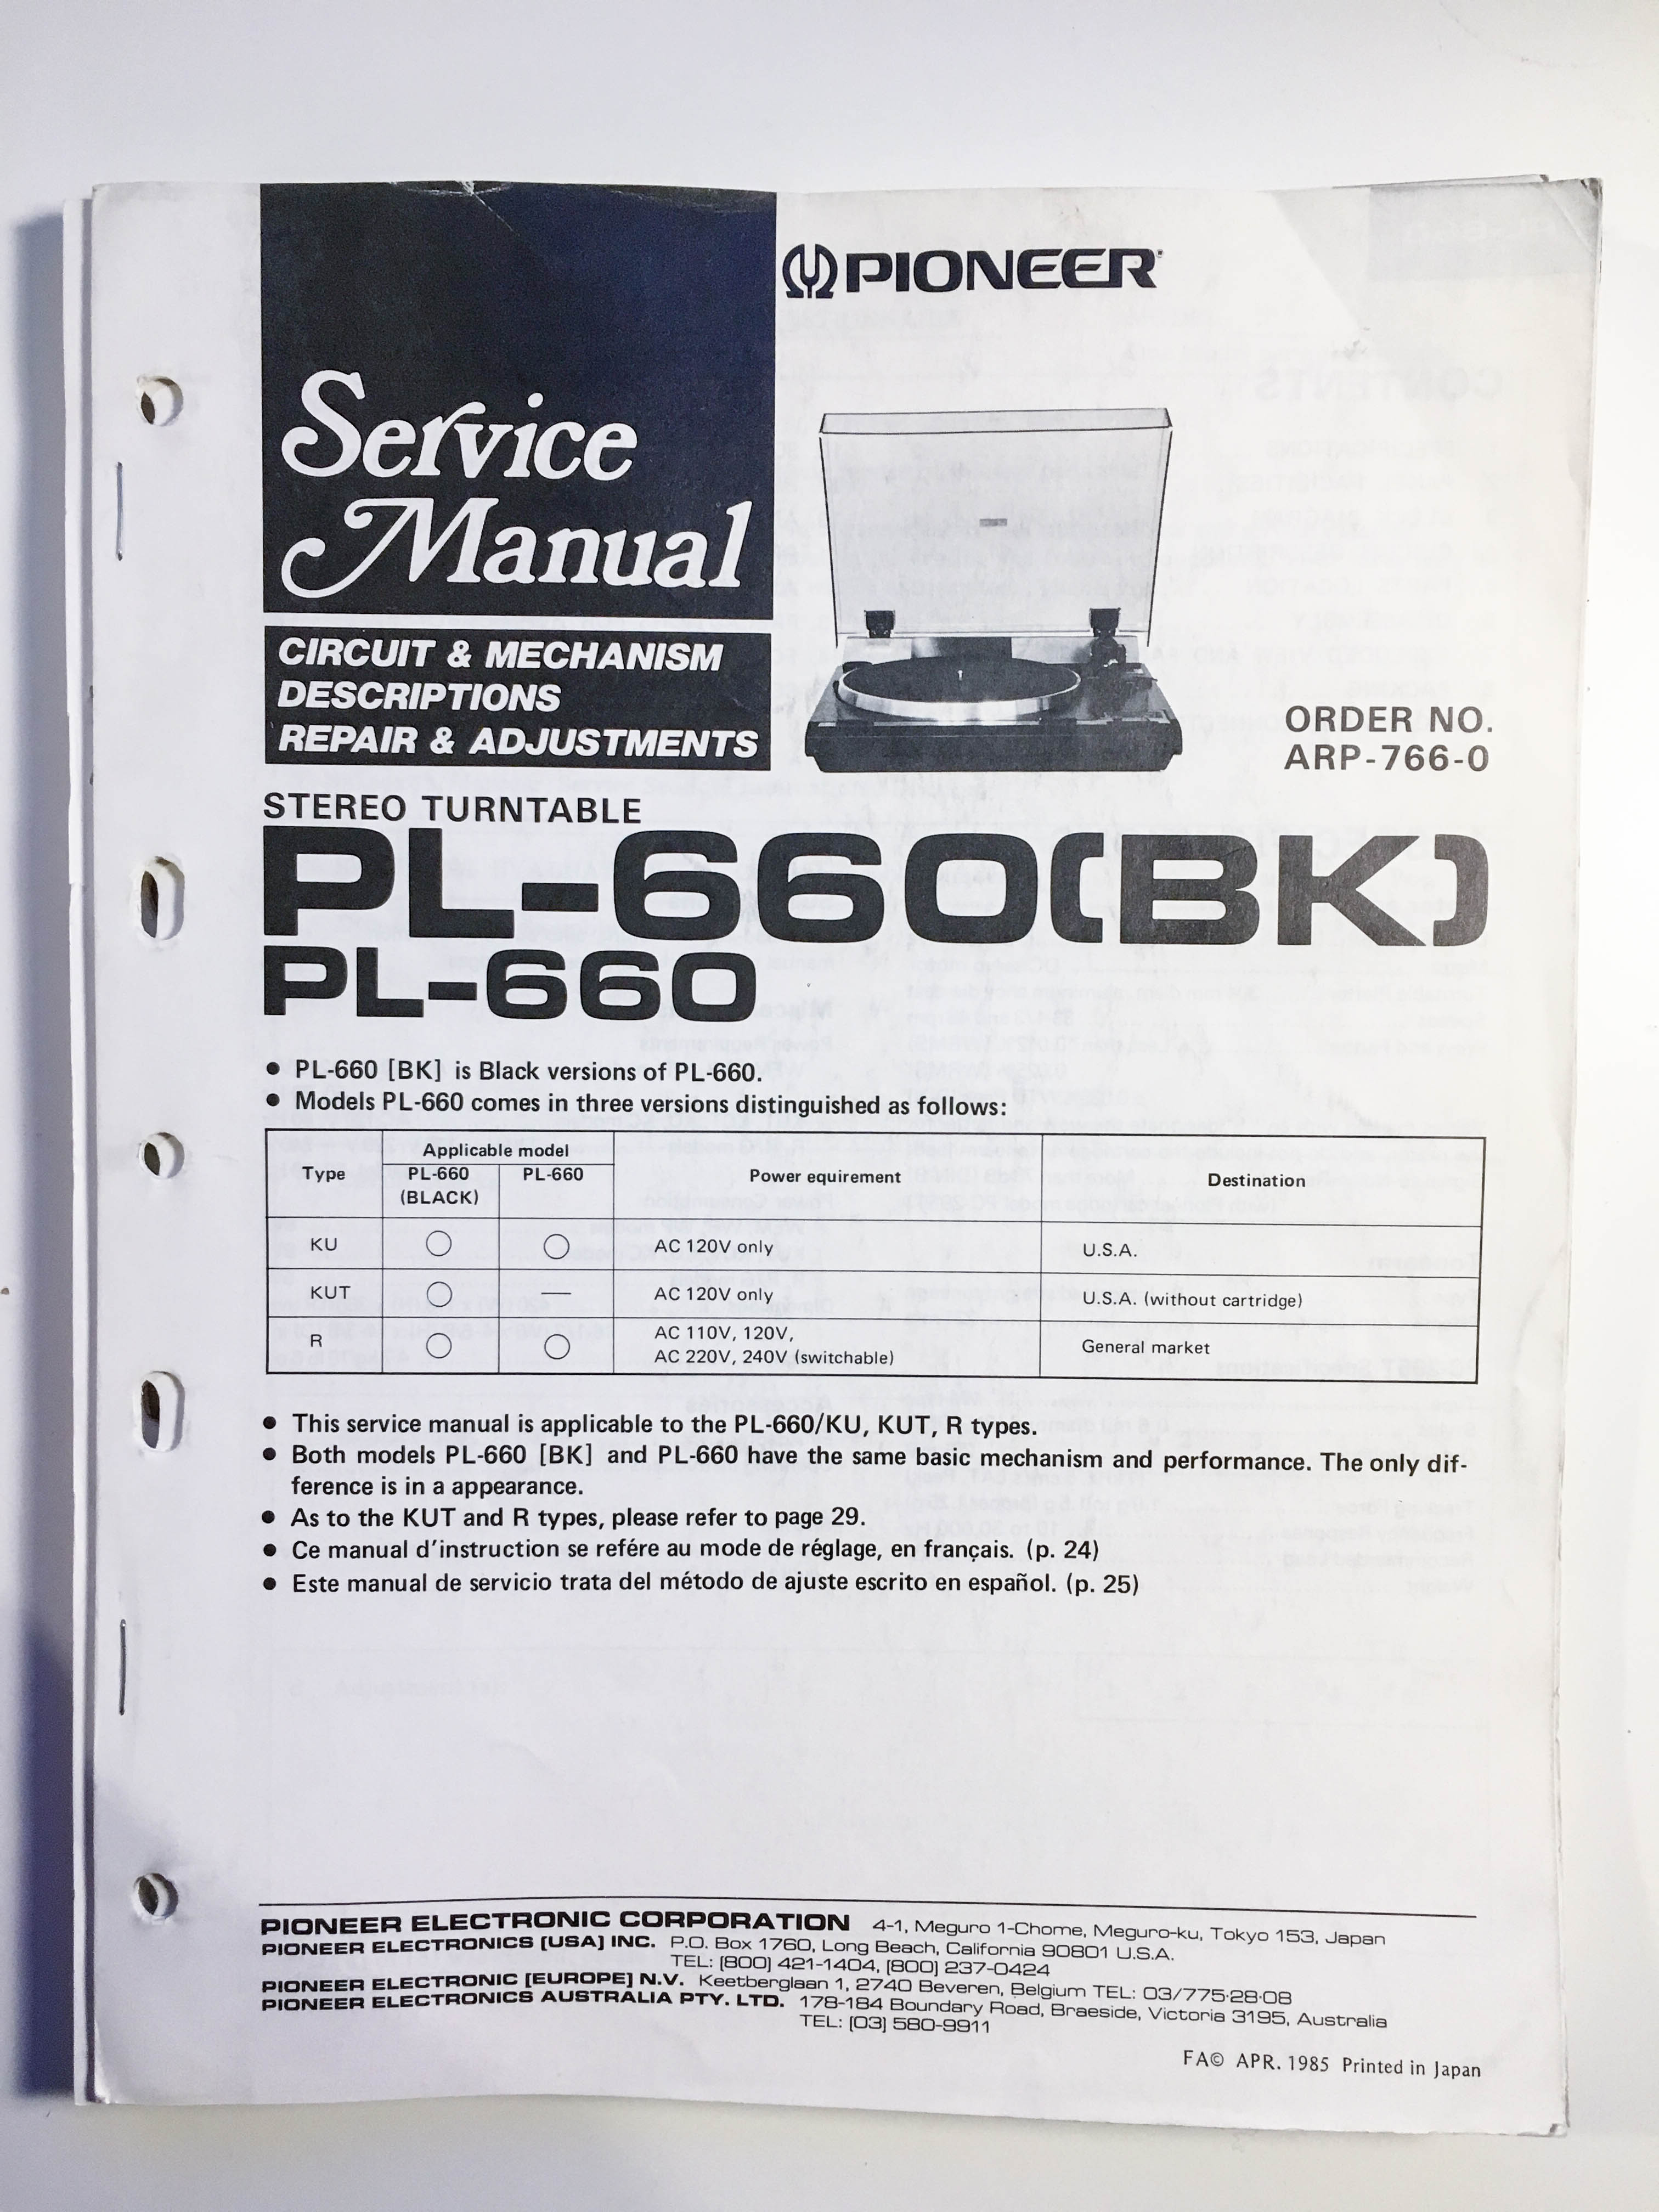 PIONEER
Service
Manual
CIRCUIT & MECHANISM
DESCRIPTIONS
REPAIR & ADJUSTMENTS
ORDER NO.
ARP-766-0
STEREO TURNTABLE
PL-660(BK)
PL-660
● PL-660 [BK] is Black versions of PL-660.
● Models PL-660 comes in three versions distinguished as follows:
Type Applicable model Power equirement Destination
PL-660 (BLACK) PL-660
KU ○ ○ AC 120V only U.S.A.
KUT ○ — AC 120V only U.S.A. (without cartridge)
R ○ ○ AC 110V, 120V, General market
AC 220V, 240V (switchable)
● This service manual is applicable to the PL-660/KU, KUT, R types.
● Both models PL-660 [BK] and PL-660 have the same basic mechanism and performance. The only dif-
ference is in a appearance.
● As to the KUT and R types, please refer to page 29.
● Ce manual d'instruction se refére au mode de réglage, en français. (p. 24)
● Este manual de servicio trata del método de ajuste escrito en español. (p. 25)
PIONEER ELECTRONIC CORPORATION 4-1, Meguro 1-Chome, Meguro-ku, Tokyo 153, Japan
PIONEER ELECTRONICS [USA] INC. P.O. Box 1760, Long Beach, California 90801 U.S.A.
TEL: [800] 421-1404, [800] 237-0424
PIONEER ELECTRONIC [EUROPE] N.V. Keetberglaan 1, 2740 Beveren, Belgium TEL: 03/775·28·08
PIONEER ELECTRONICS AUSTRALIA PTY. LTD. 178-184 Boundary Road, Braeside, Victoria 3195, Australia
TEL: [03] 580-9911
FA© APR. 1985 Printed in Japan